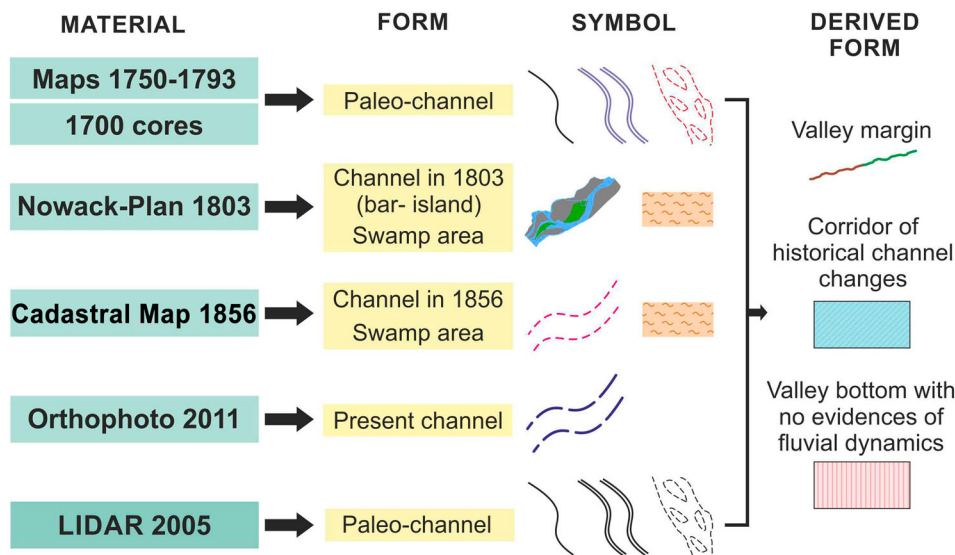 MATERIAL
FORM
SYMBOL
DERIVED
FORM
Maps 1750-1793
1700 cores
Paleo-channel
Nowack-Plan 1803
Channel in 1803
(bar- island)
Swamp area
Cadastral Map 1856
Channel in 1856
Swamp area
Orthophoto 2011
Present channel
LIDAR 2005
Paleo-channel
Valley margin
Corridor of
historical channel
changes
Valley bottom with
no evidences of
fluvial dynamics